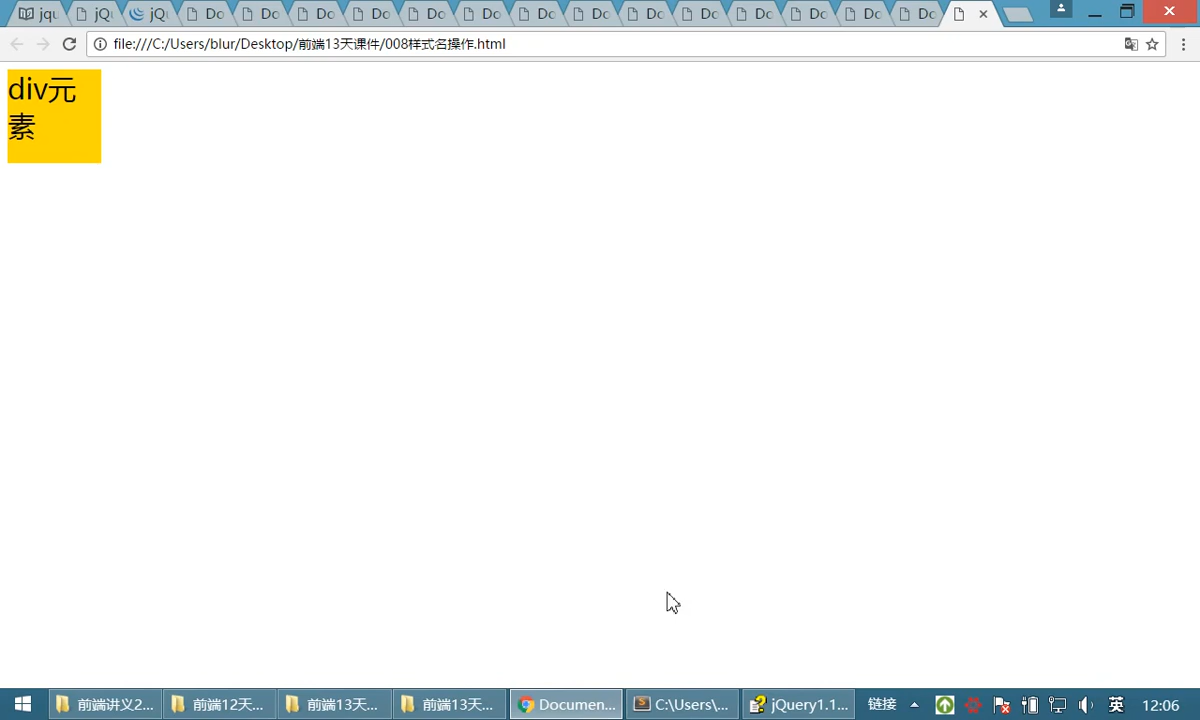 jqu
jQu
jQu
Do
Do
Do
Do
Do
Do
Do
Do
Do
Do
Do
Do
Do
Do
file:///C:/Users/blur/Desktop/前端13天课件/008样式名操作.html
div元
素
前端讲义2...
前端12天...
前端13天...
前端13天...
Documen...
C:\Users\...
jQuery1.1...
链接
英
12:06